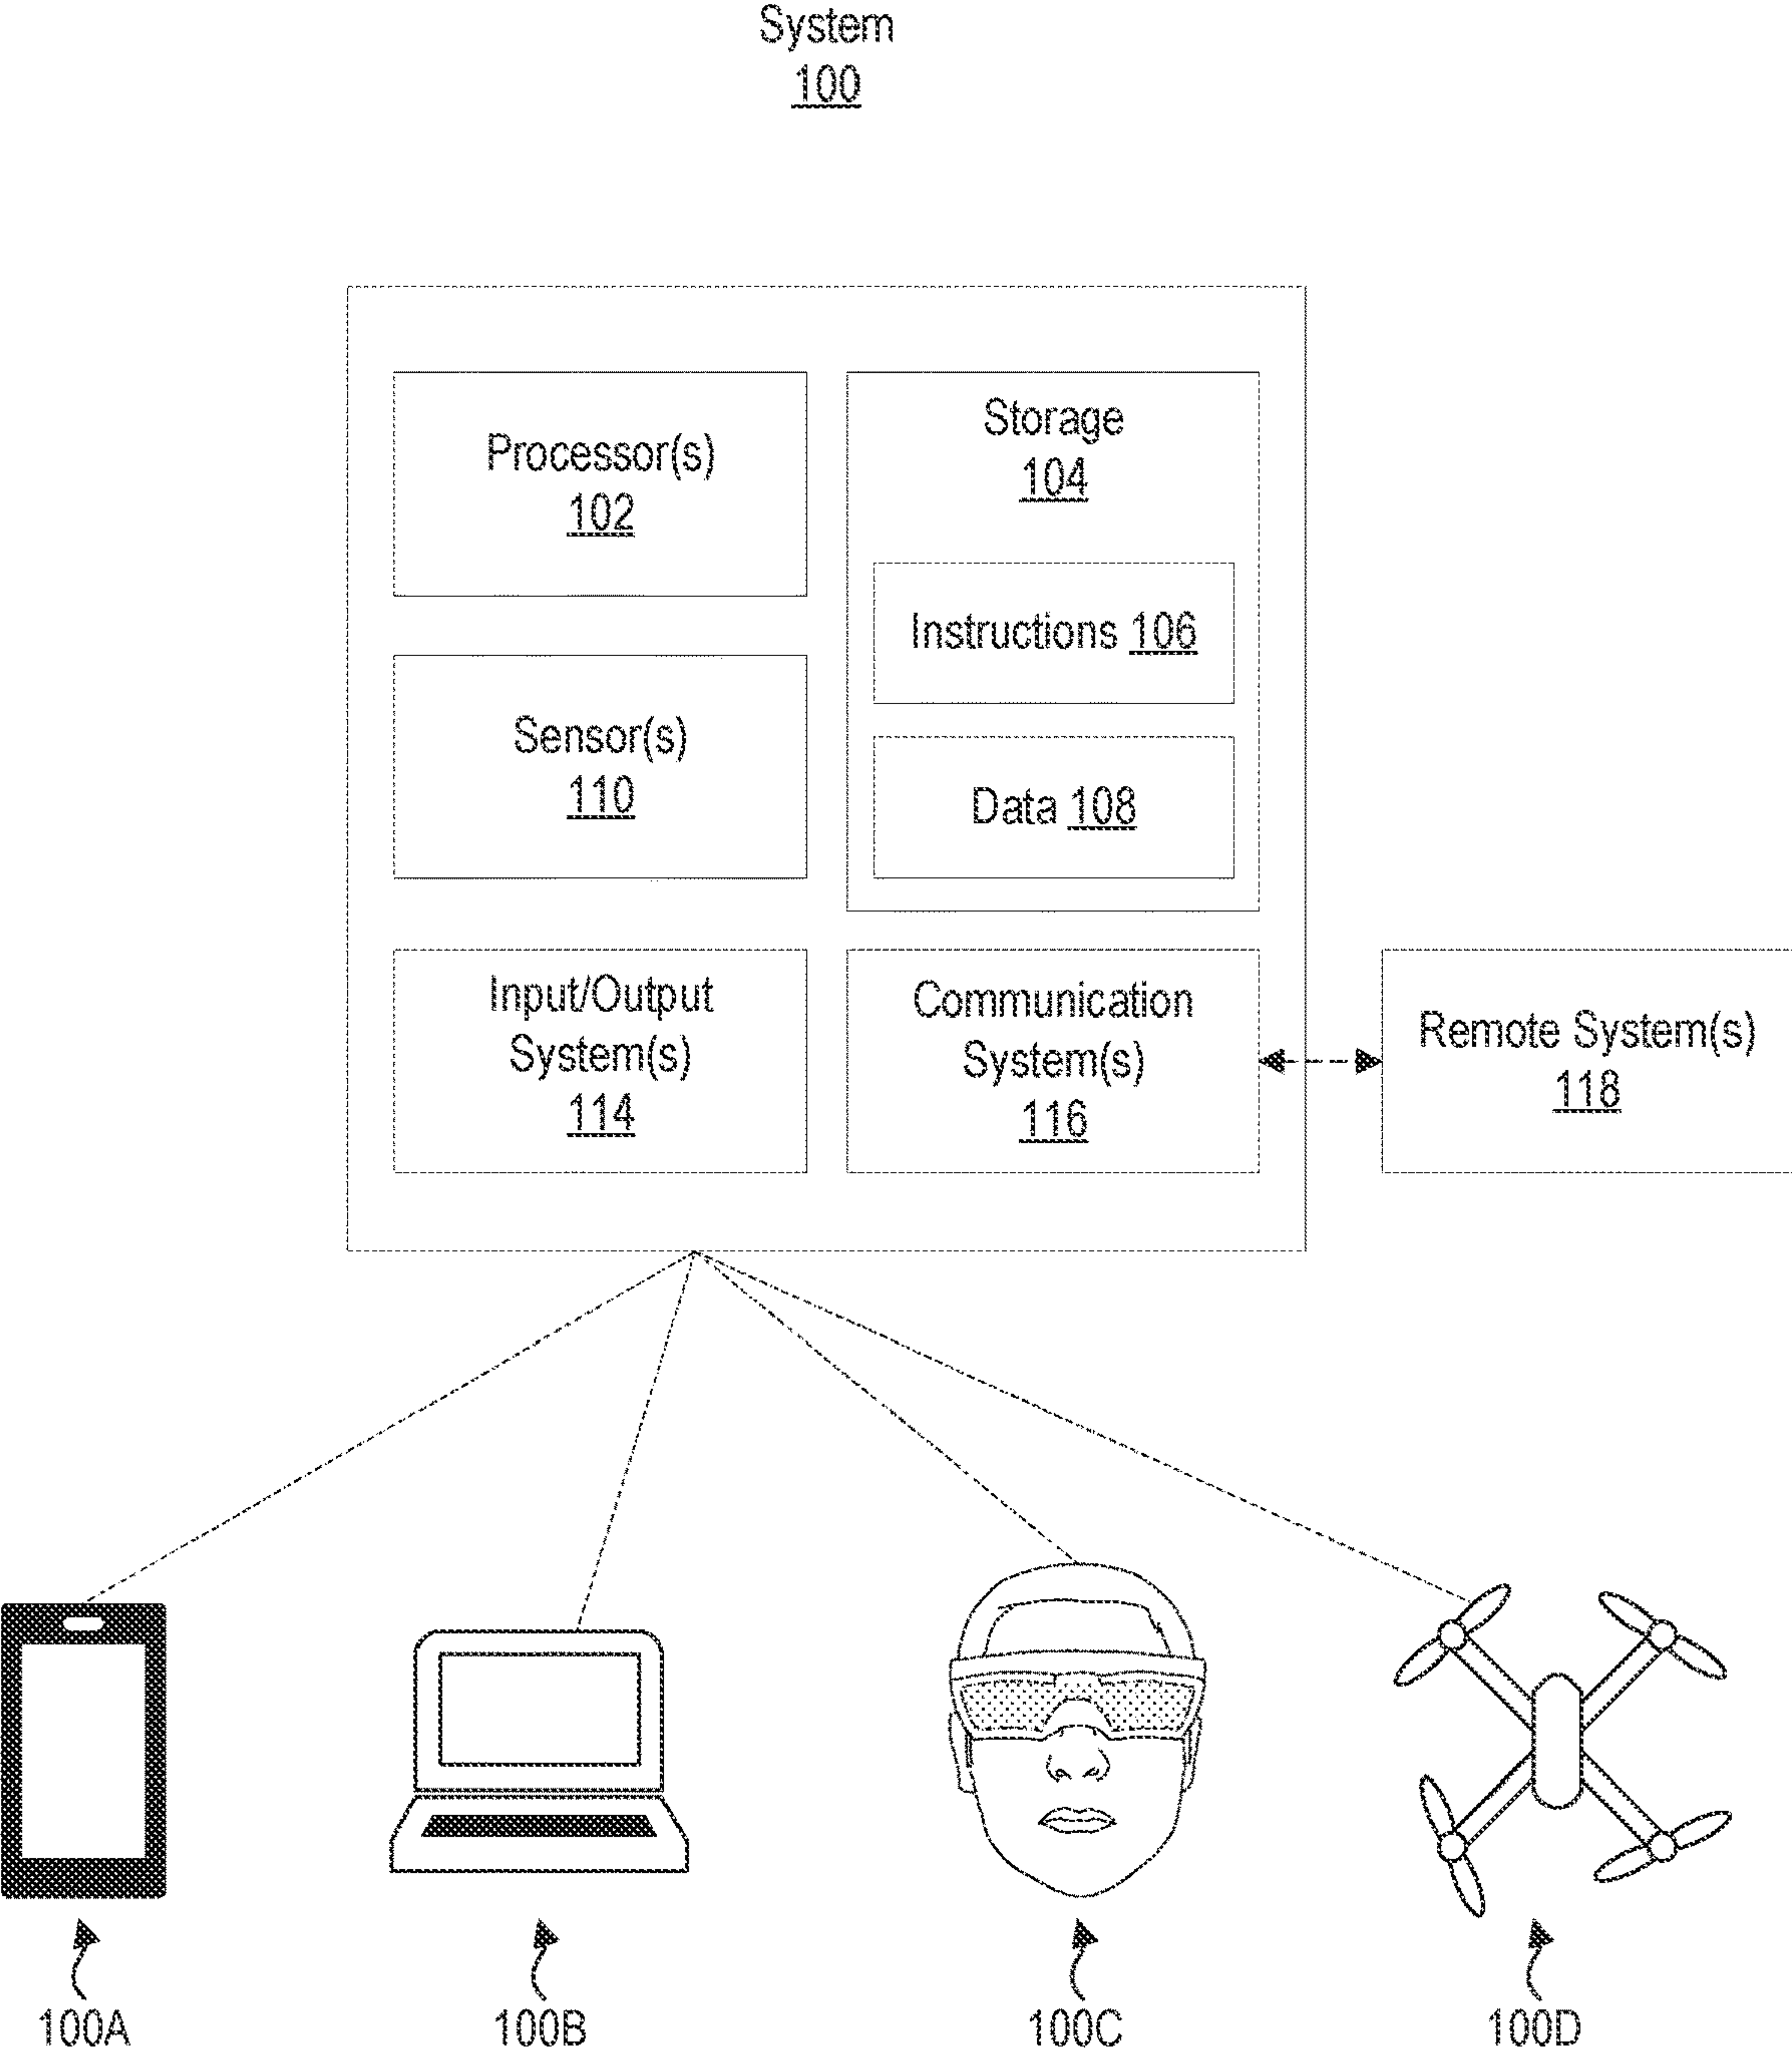 System
100
Processor(s)
102
Storage
104
Instructions 106
Sensor(s)
110
Data 108
Input/Output
System(s)
114
Communication
System(s)
116
Remote System(s)
118
100A
100B
100C
100D